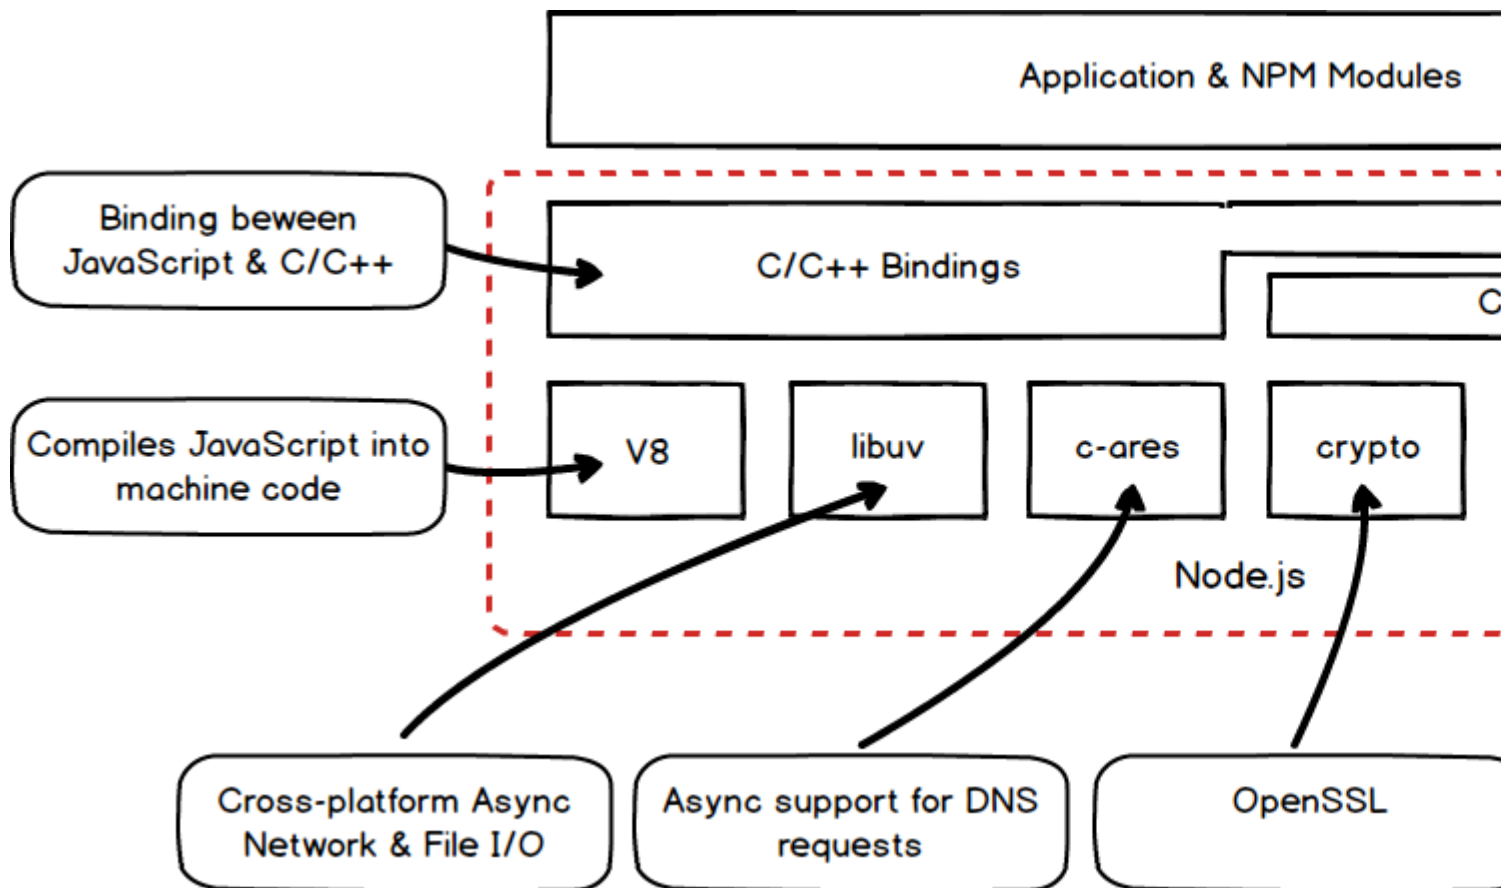 Application & NPM Modules
Binding beween
JavaScript & C/C++
C/C++ Bindings
C
Compiles JavaScript into
machine code
V8
libuv
c-ares
crypto
Node.js
Cross-platform Async
Network & File I/O
Async support for DNS
requests
OpenSSL